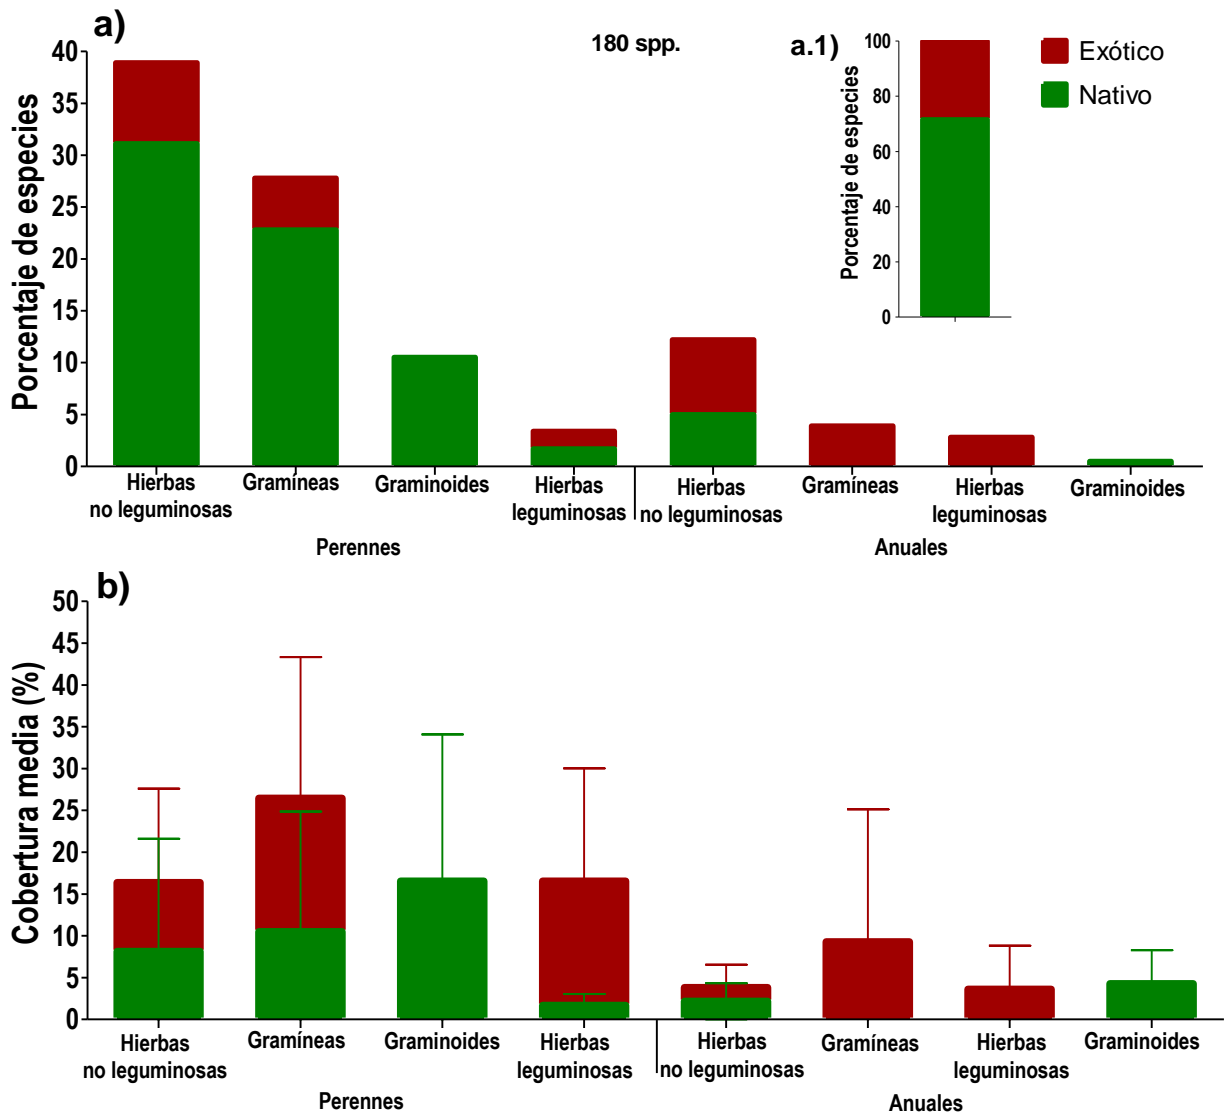 a)
180 spp.
a.1)
Exótico
Nativo
Porcentaje de especies
40
35
30
25
20
15
10
5
0
Porcentaje de especies
100
80
60
40
20
0
Hierbas no leguminosas
Gramíneas
Graminoides
Hierbas leguminosas
Hierbas no leguminosas
Gramíneas
Hierbas leguminosas
Graminoides
Perennes
Anuales
b)
Cobertura media (%)
50
45
40
35
30
25
20
15
10
5
0
Hierbas no leguminosas
Gramíneas
Graminoides
Hierbas leguminosas
Hierbas no leguminosas
Gramíneas
Hierbas leguminosas
Graminoides
Perennes
Anuales